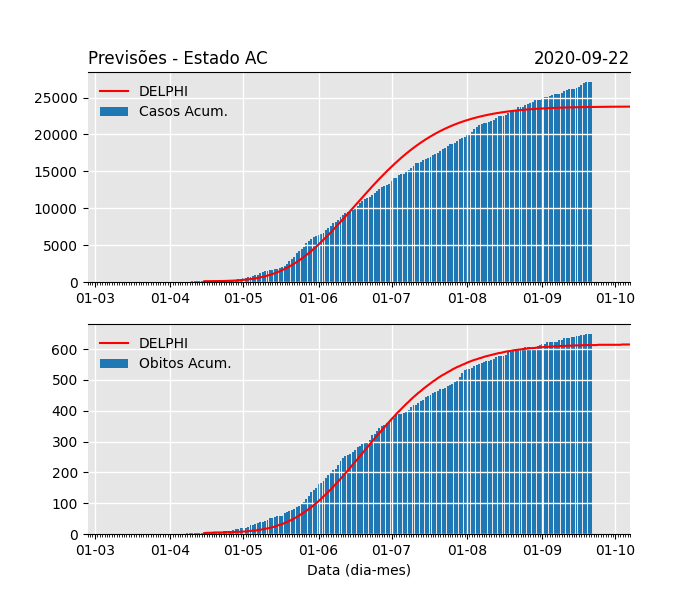 Previsões - Estado AC 2020-09-22
DELPHI
Casos Acum.
25000
20000
15000
10000
5000
0
01-03 01-04 01-05 01-06 01-07 01-08 01-09 01-10
DELPHI
Obitos Acum.
600
500
400
300
200
100
0
01-03 01-04 01-05 01-06 01-07 01-08 01-09 01-10
Data (dia-mes)